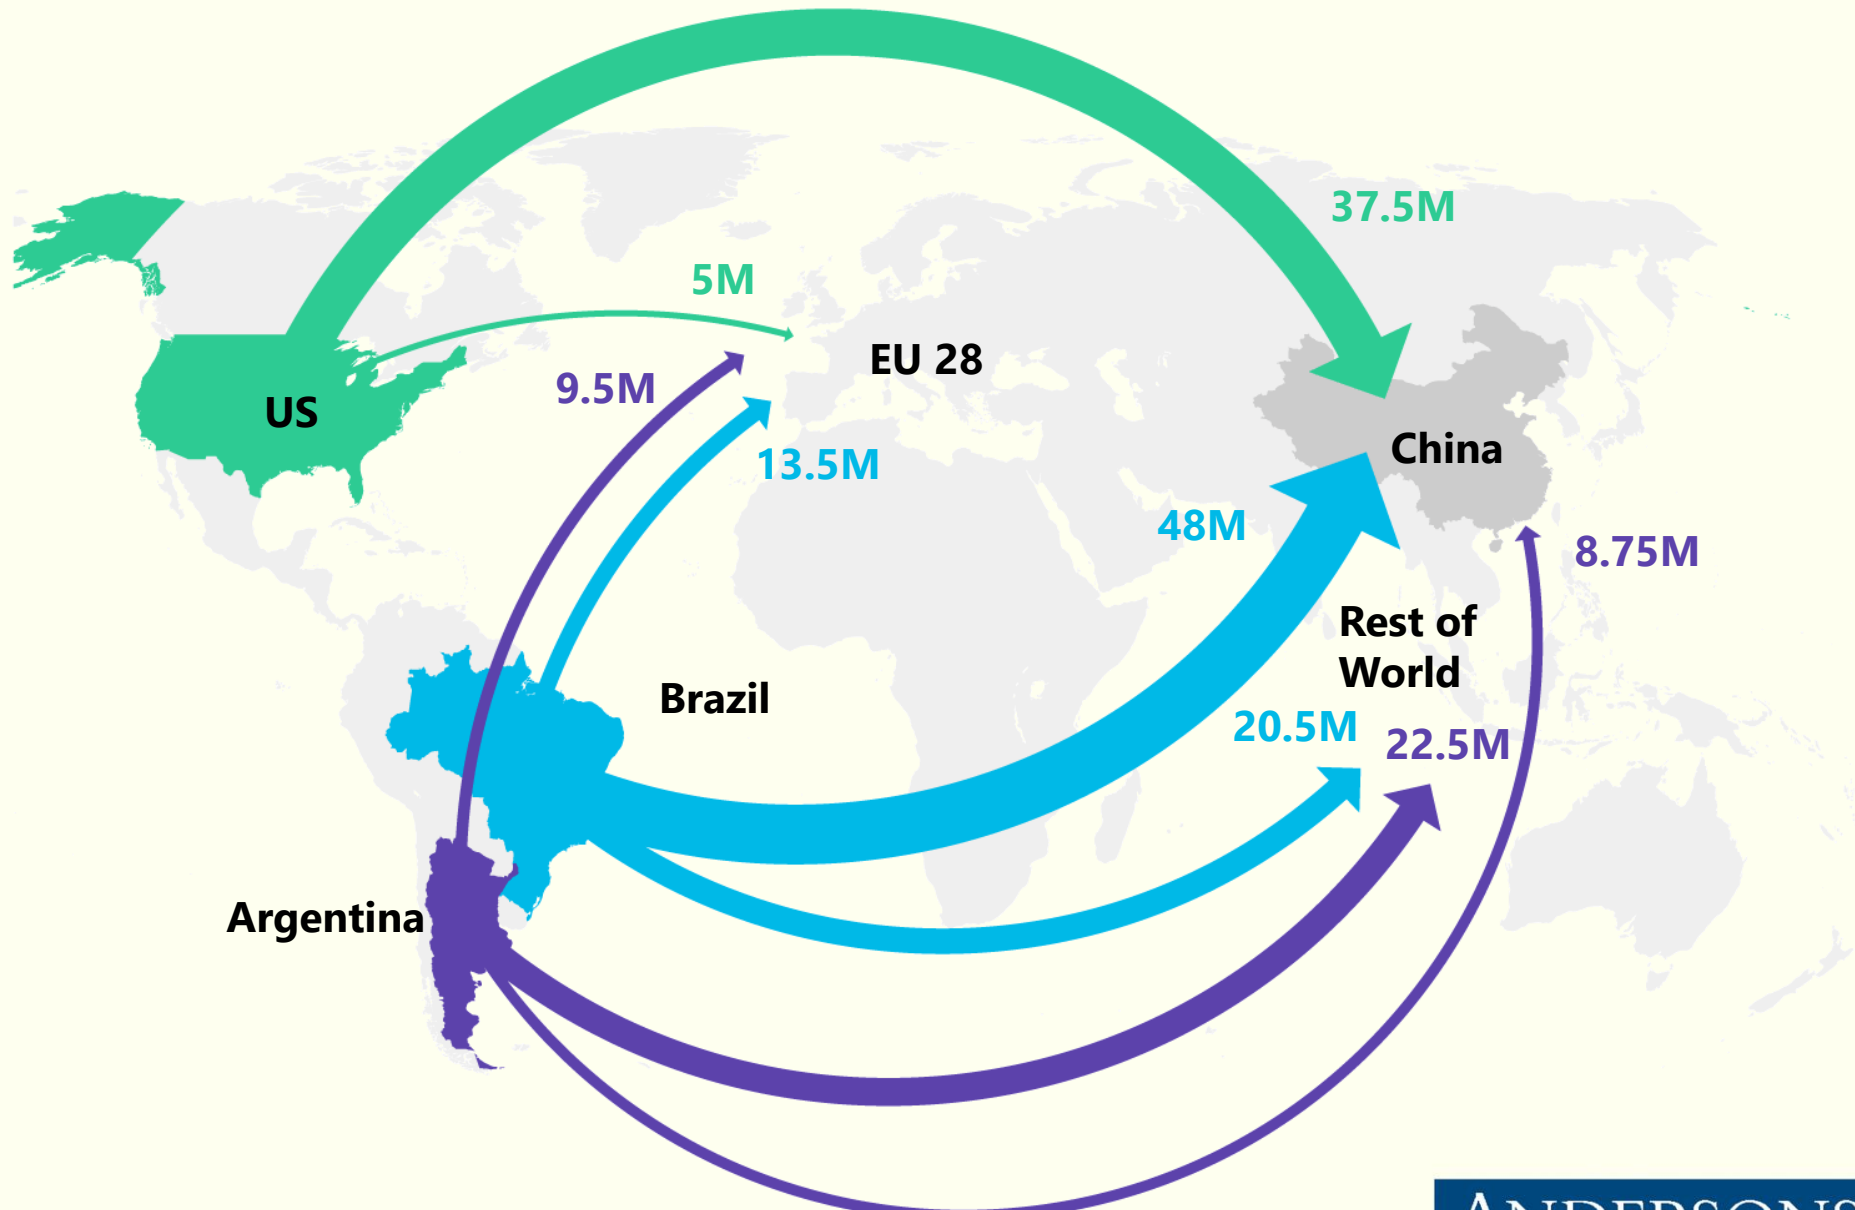 37.5M
5M
EU 28
9.5M
US
13.5M
China
48M
8.75M
Rest of
World
Brazil
20.5M
22.5M
Argentina
ANDERSONS